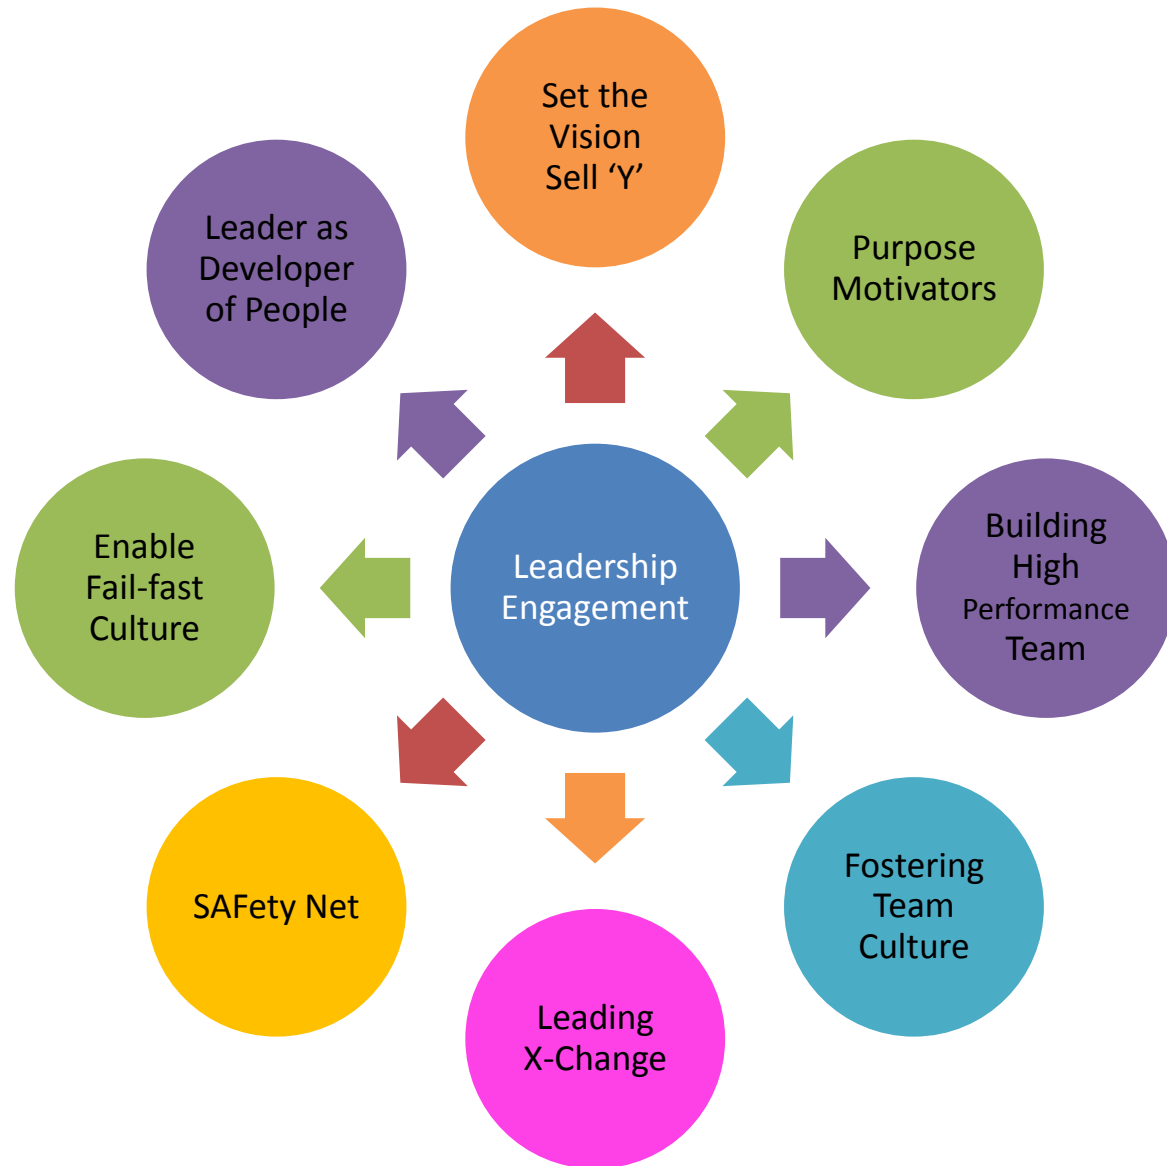 Set the
Vision
Sell ‘Y’
Purpose
Motivators
Building
High
Performance
Team
Fostering
Team
Culture
Leading
X-Change
SAFety Net
Enable
Fail-fast
Culture
Leader as
Developer
of People
Leadership
Engagement